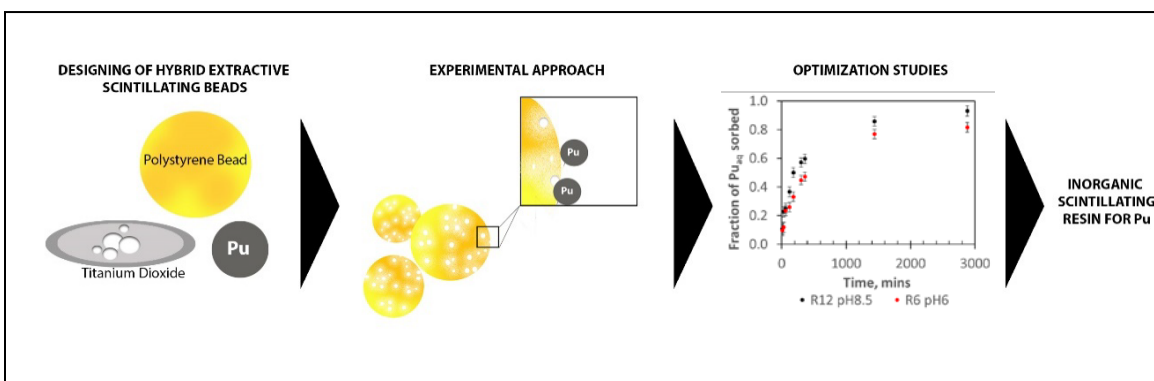 DESIGNING OF HYBRID EXTRACTIVE
SCINTILLATING BEADS
Polystyrene Bead
Pu
Titanium Dioxide
EXPERIMENTAL APPROACH
Pu
Pu
OPTIMIZATION STUDIES
Fraction of Puaq sorbed
1.0
0.8
0.6
0.4
0.2
0.0
0
1000
2000
3000
Time, mins
R12 pH8.5
R6 pH6
INORGANIC
SCINTILLATING
RESIN FOR Pu